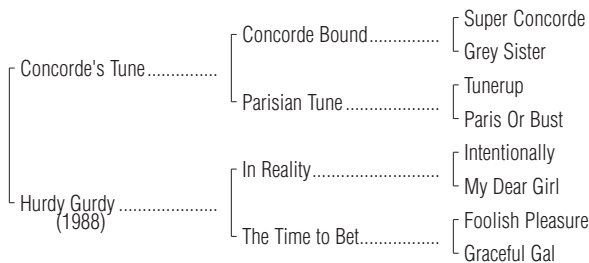 Super Concorde
Concorde Bound...............
Grey Sister
Concorde's Tune...............
Tunerup
Parisian Tune....................
Paris Or Bust
Intentionally
In Reality...........................
My Dear Girl
Hurdy Gurdy.....................
(1988)
Foolish Pleasure
The Time to Bet.................
Graceful Gal